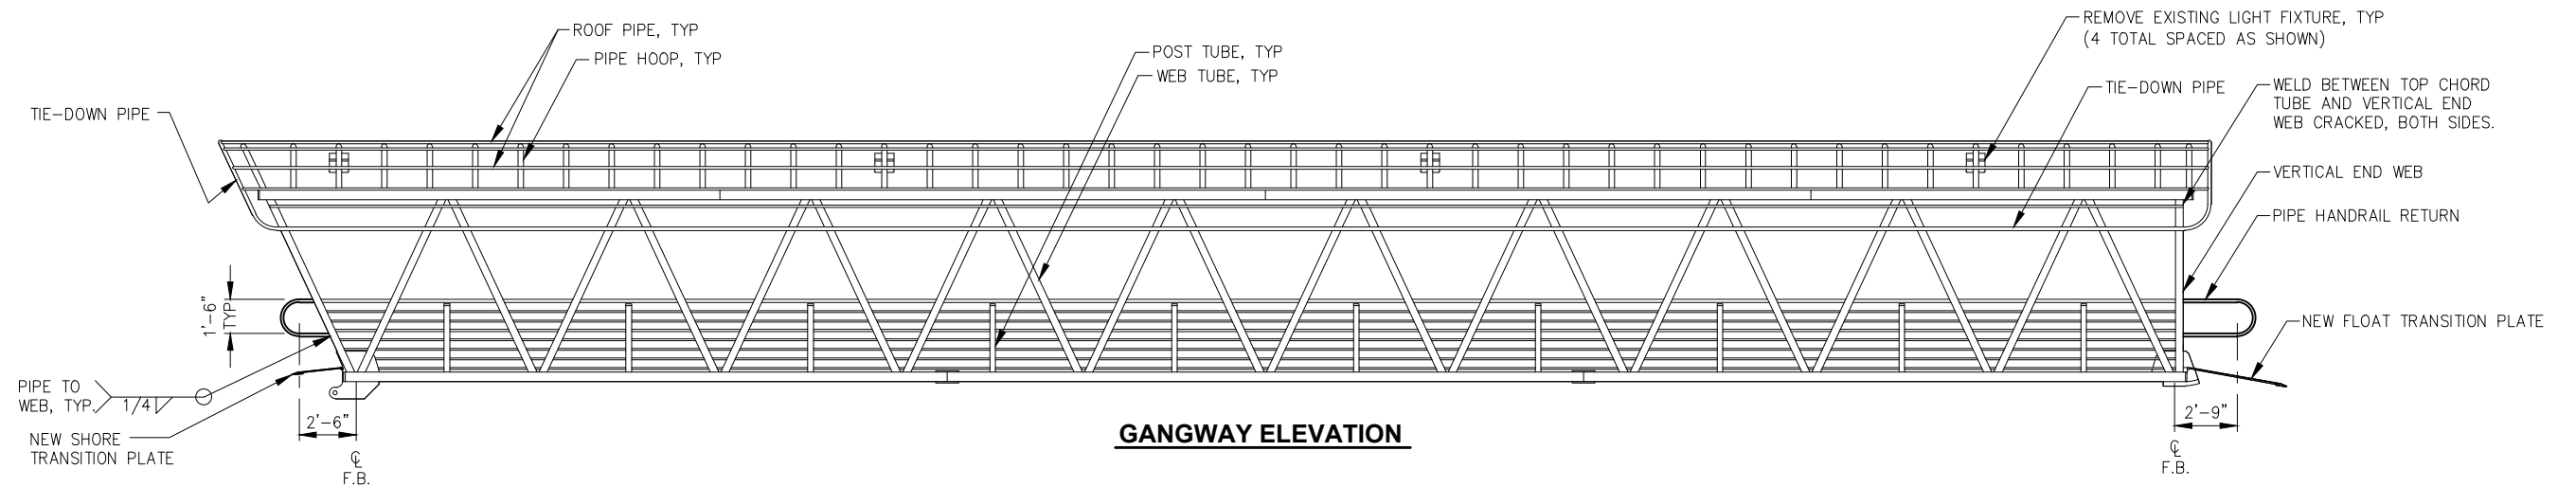 ROOF PIPE, TYP
PIPE HOOP, TYP
TIE-DOWN PIPE
POST TUBE, TYP
WEB TUBE, TYP
REMOVE EXISTING LIGHT FIXTURE, TYP
(4 TOTAL SPACED AS SHOWN)
TIE-DOWN PIPE
WELD BETWEEN TOP CHORD
TUBE AND VERTICAL END
WEB CRACKED, BOTH SIDES.
VERTICAL END WEB
PIPE HANDRAIL RETURN
NEW FLOAT TRANSITION PLATE
1'-6"
TYP
PIPE TO
WEB, TYP.
1/4
NEW SHORE
TRANSITION PLATE
2'-6"
℄
F.B.
GANGWAY ELEVATION
2'-9"
℄
F.B.